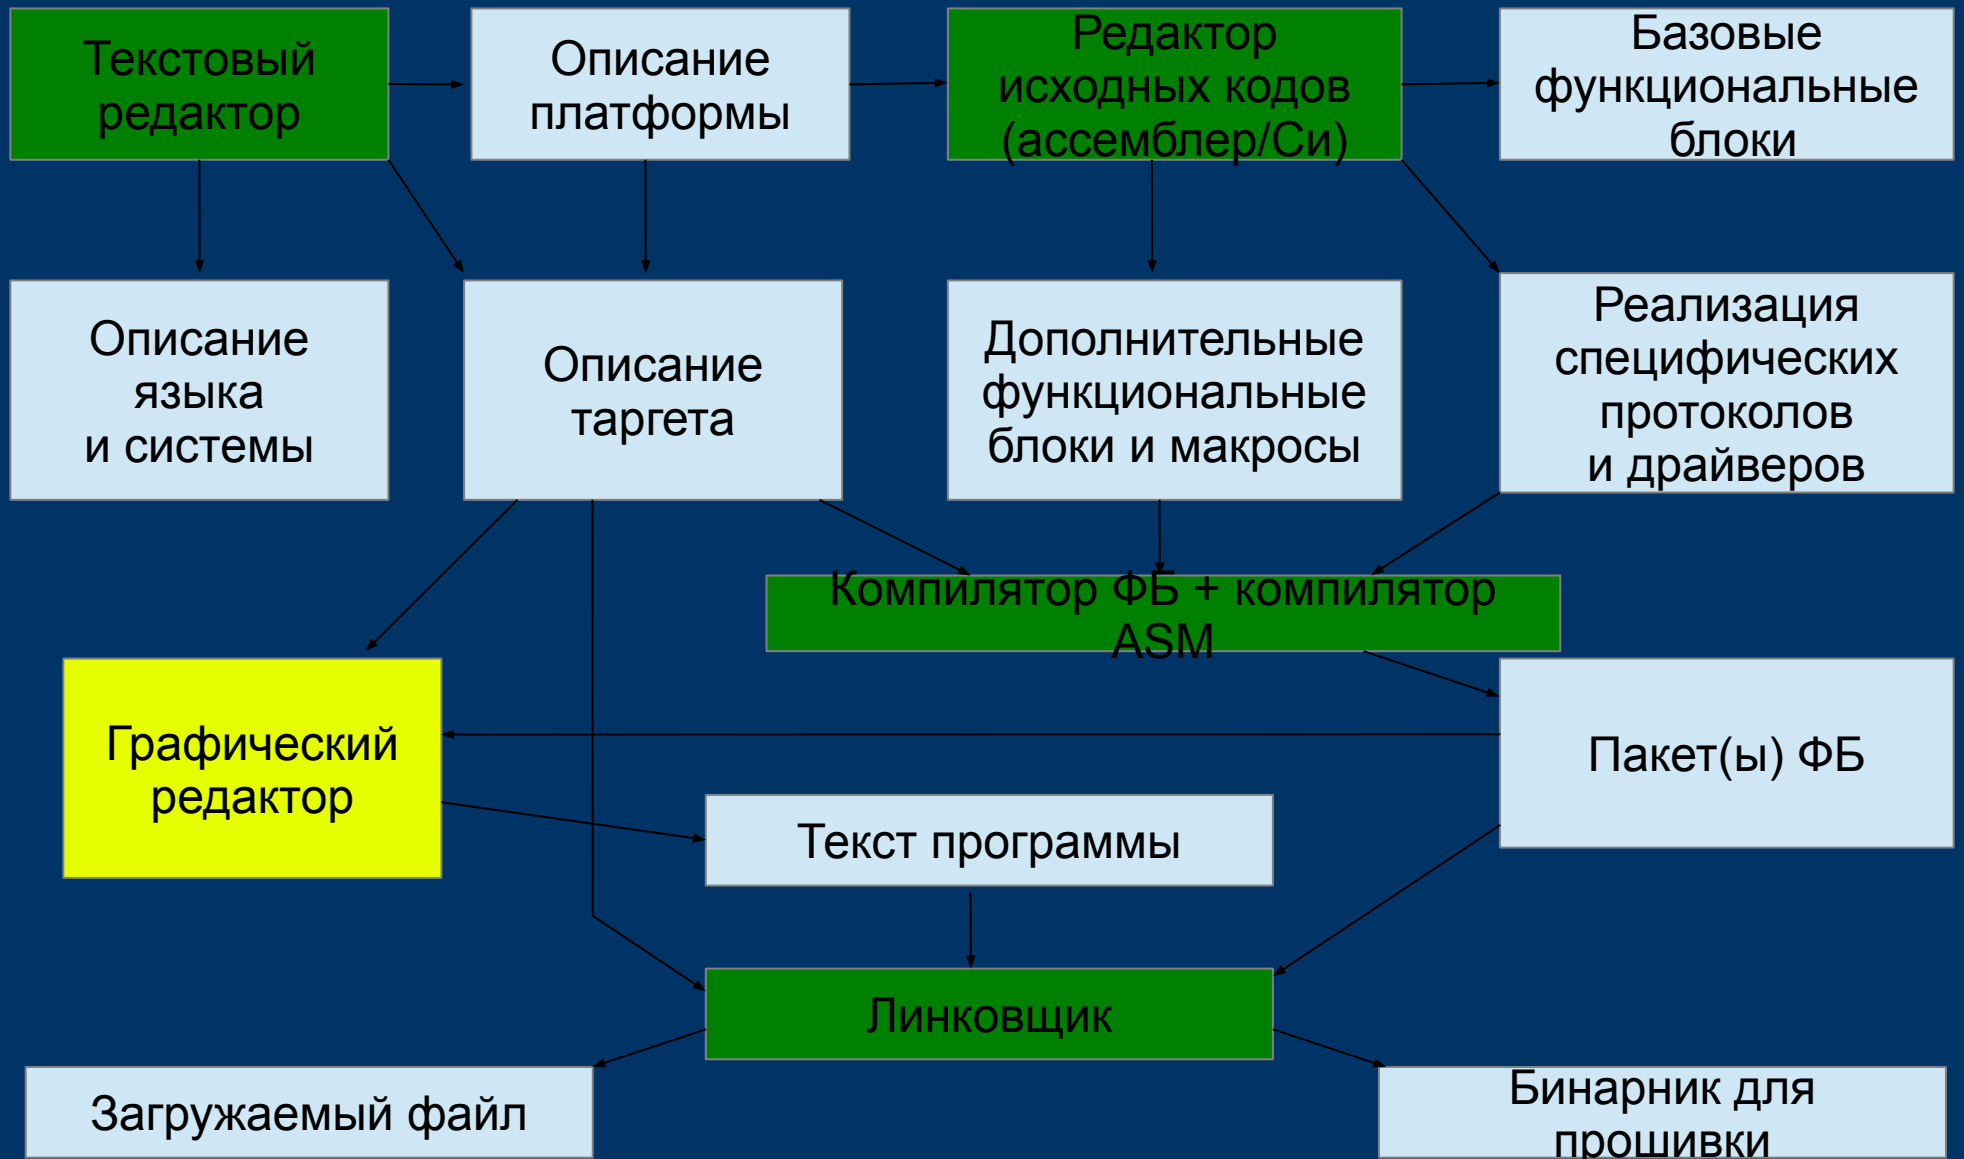 Текстовый
редактор
Описание
платформы
Редактор
исходных кодов
(ассемблер/Си)
Базовые
функциональные
блоки
Описание
языка
и системы
Описание
таргета
Дополнительные
функциональные
блоки и макросы
Реализация
специфических
протоколов
и драйверов
Компилятор ФБ + компилятор
ASM
Графический
редактор
Пакет(ы) ФБ
Текст программы
Линковщик
Загружаемый файл
Бинарник для
прошивки